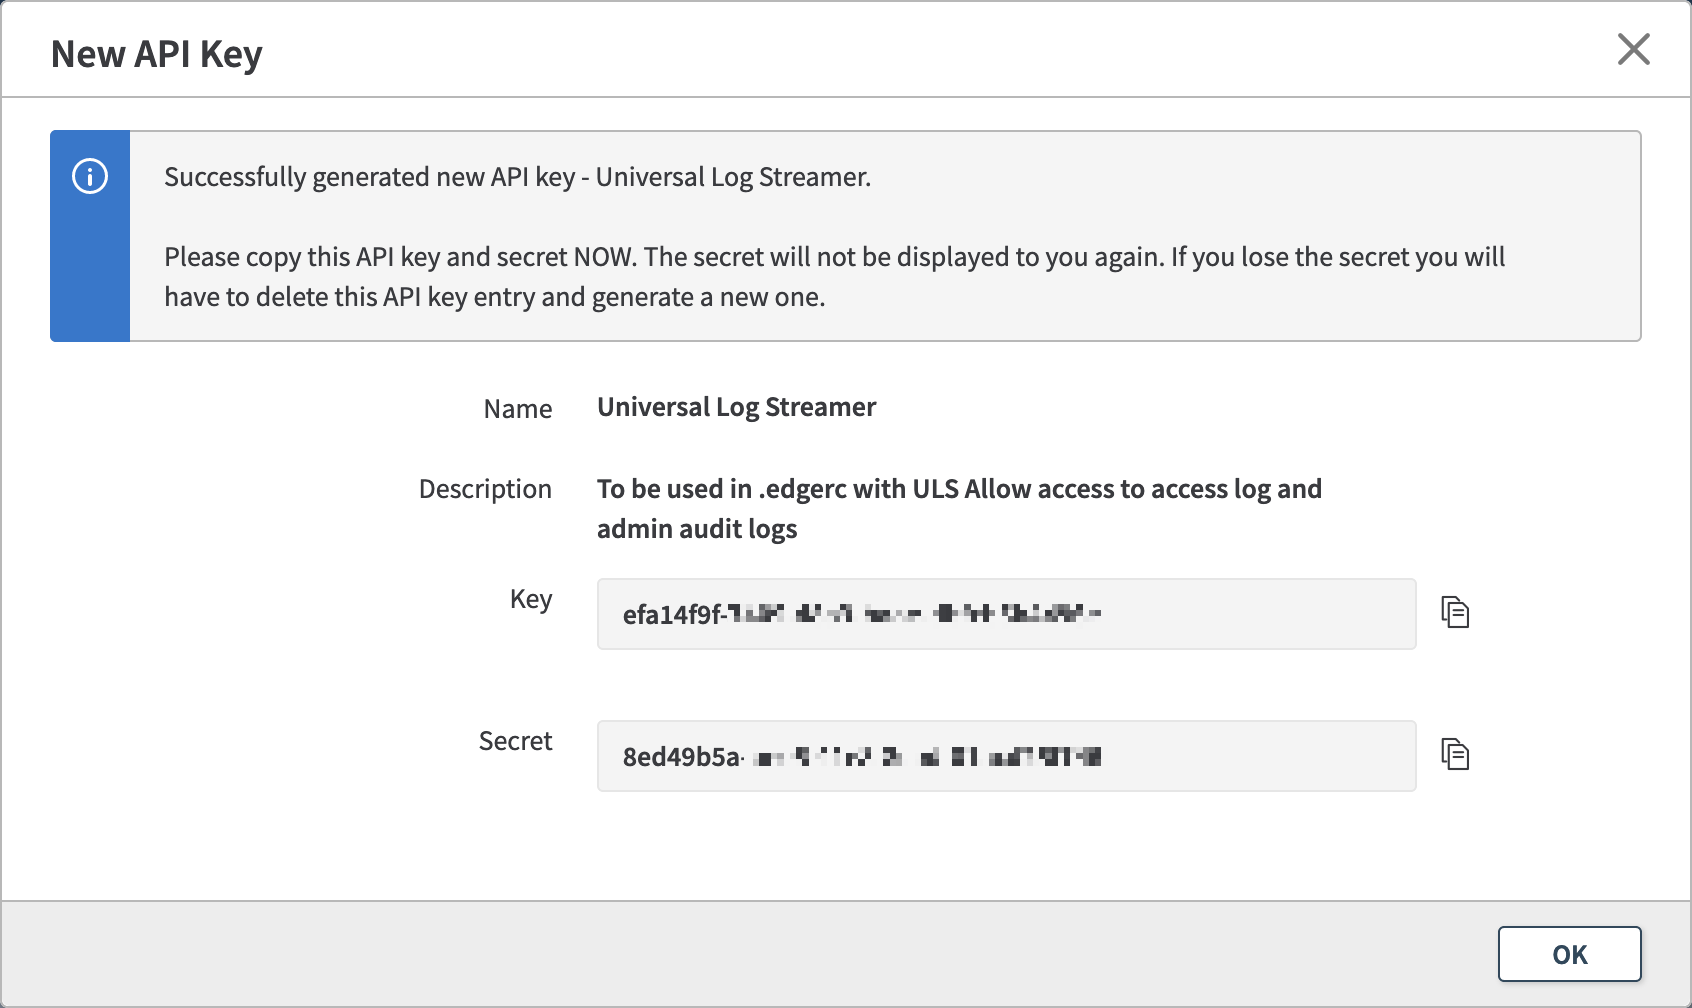 New API Key
Successfully generated new API key - Universal Log Streamer.
Please copy this API key and secret NOW. The secret will not be displayed to you again. If you lose the secret you will
have to delete this API key entry and generate a new one.
Name
Universal Log Streamer
Description
To be used in .edgerc with ULS Allow access to access log and
admin audit logs
Key
efa14f9f-
Secret
8ed49b5a-
OK